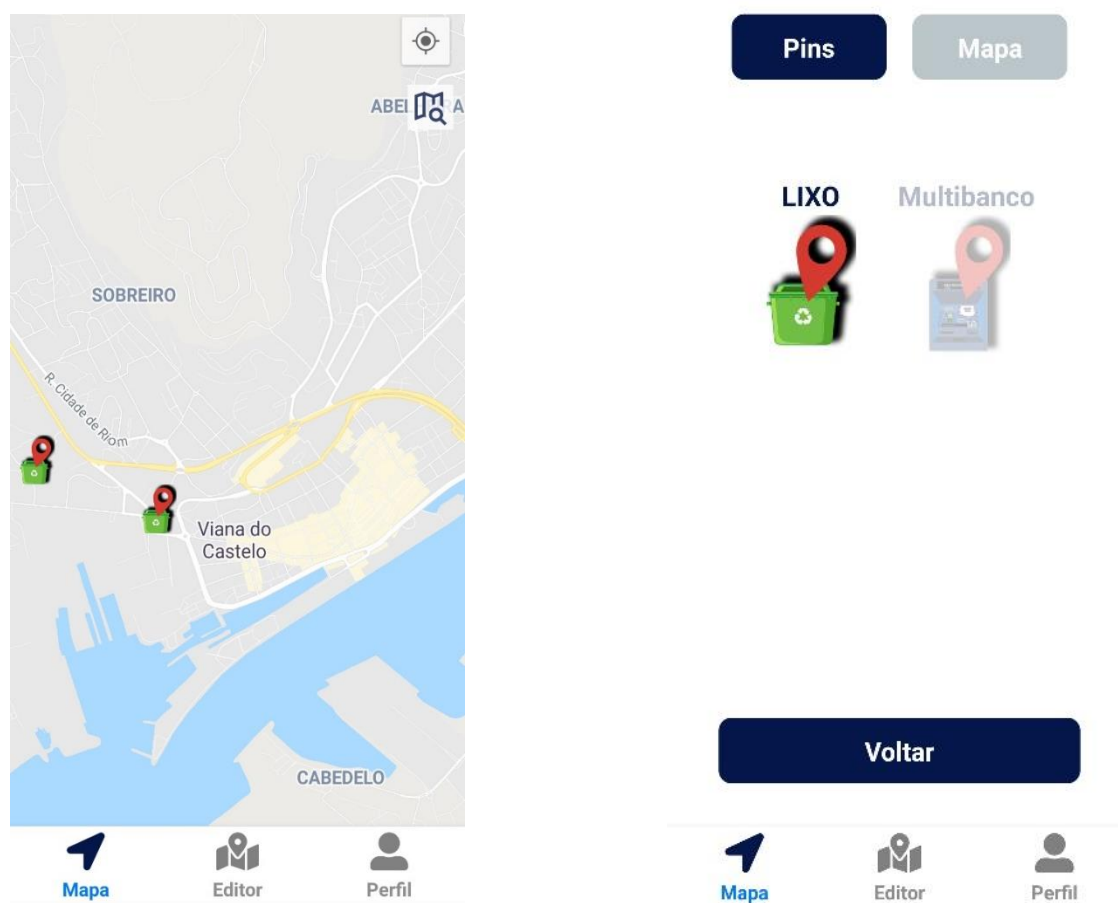 ABEL
A
SOBREIRO
R. Cidade de Riom
Viana do
Castelo
CABEDELO
Mapa
Editor
Perfil
Pins
Mapa
LIXO
Multibanco
Voltar
Mapa
Editor
Perfil